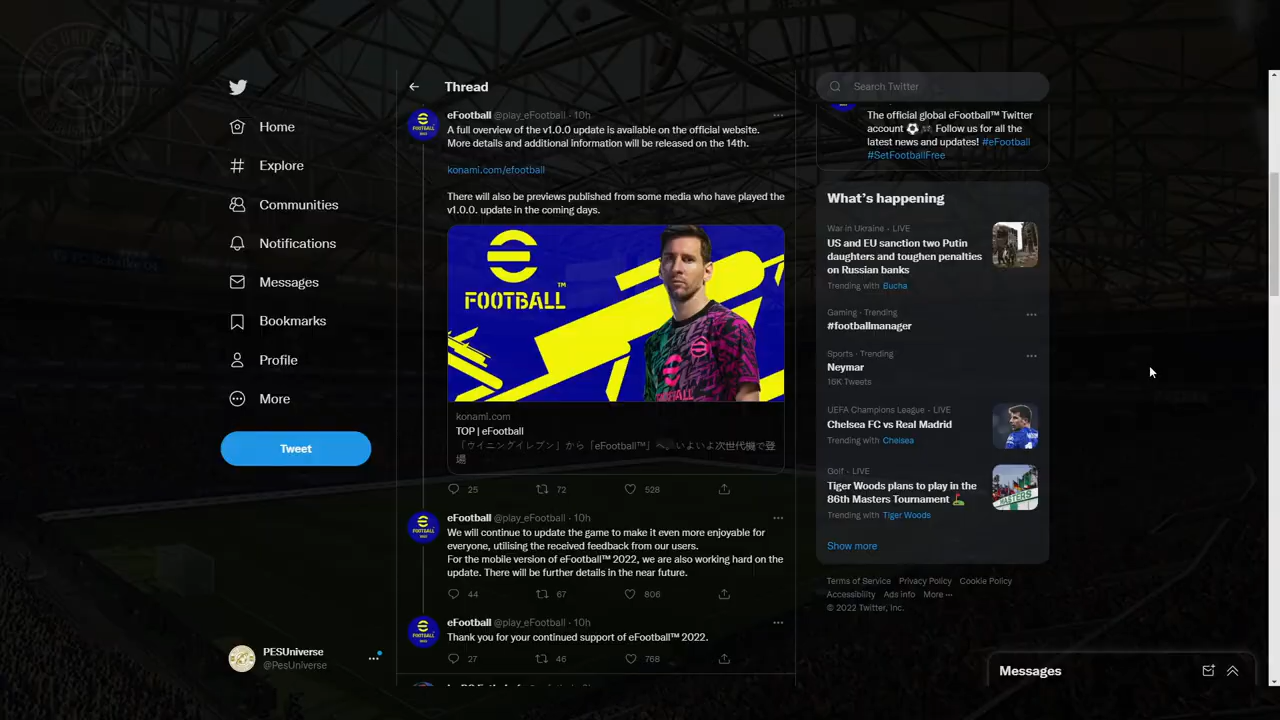 Home
Explore
Communities
Notifications
Messages
Bookmarks
Profile
More
Tweet
PESUniverse
@PesUniverse
Thread
eFootball @play_eFootball · 10h
A full overview of the v1.0.0 update is available on the official website.
More details and additional information will be released on the 14th.
konami.com/efootball
There will also be previews published from some media who have played the
v1.0.0. update in the coming days.
FOOTBALL™
konami.com
TOP | eFootball
「ウイニングイレブン」から「eFootball™」へ。いよいよ次世代機で登
場
25 72 528
eFootball @play_eFootball · 10h
We will continue to update the game to make it even more enjoyable for
everyone, utilising the received feedback from our users.
For the mobile version of eFootball™ 2022, we are also working hard on the
update. There will be further details in the near future.
44 67 806
eFootball @play_eFootball · 10h
Thank you for your continued support of eFootball™ 2022.
27 46 768
Search Twitter
The official global eFootball™ Twitter
account ⚽🎮 Follow us for all the
latest news and updates! #eFootball
#SetFootballFree
What's happening
War in Ukraine · LIVE
US and EU sanction two Putin
daughters and toughen penalties
on Russian banks
Trending with Bucha
Gaming · Trending
#footballmanager
Sports · Trending
Neymar
16K Tweets
UEFA Champions League · LIVE
Chelsea FC vs Real Madrid
Trending with Chelsea
Golf · LIVE
Tiger Woods plans to play in the
86th Masters Tournament ⛳
Trending with Tiger Woods
Show more
Terms of Service Privacy Policy Cookie Policy
Accessibility Ads info More ···
© 2022 Twitter, Inc.
Messages